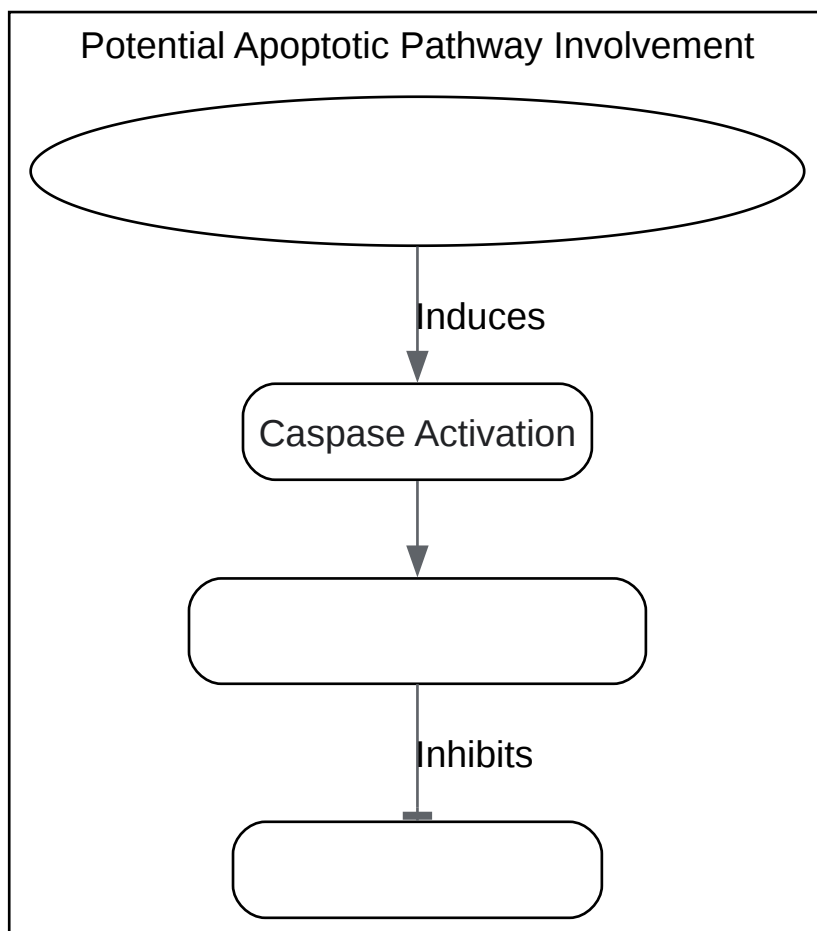 Potential Apoptotic Pathway Involvement
Induces
Caspase Activation
Inhibits